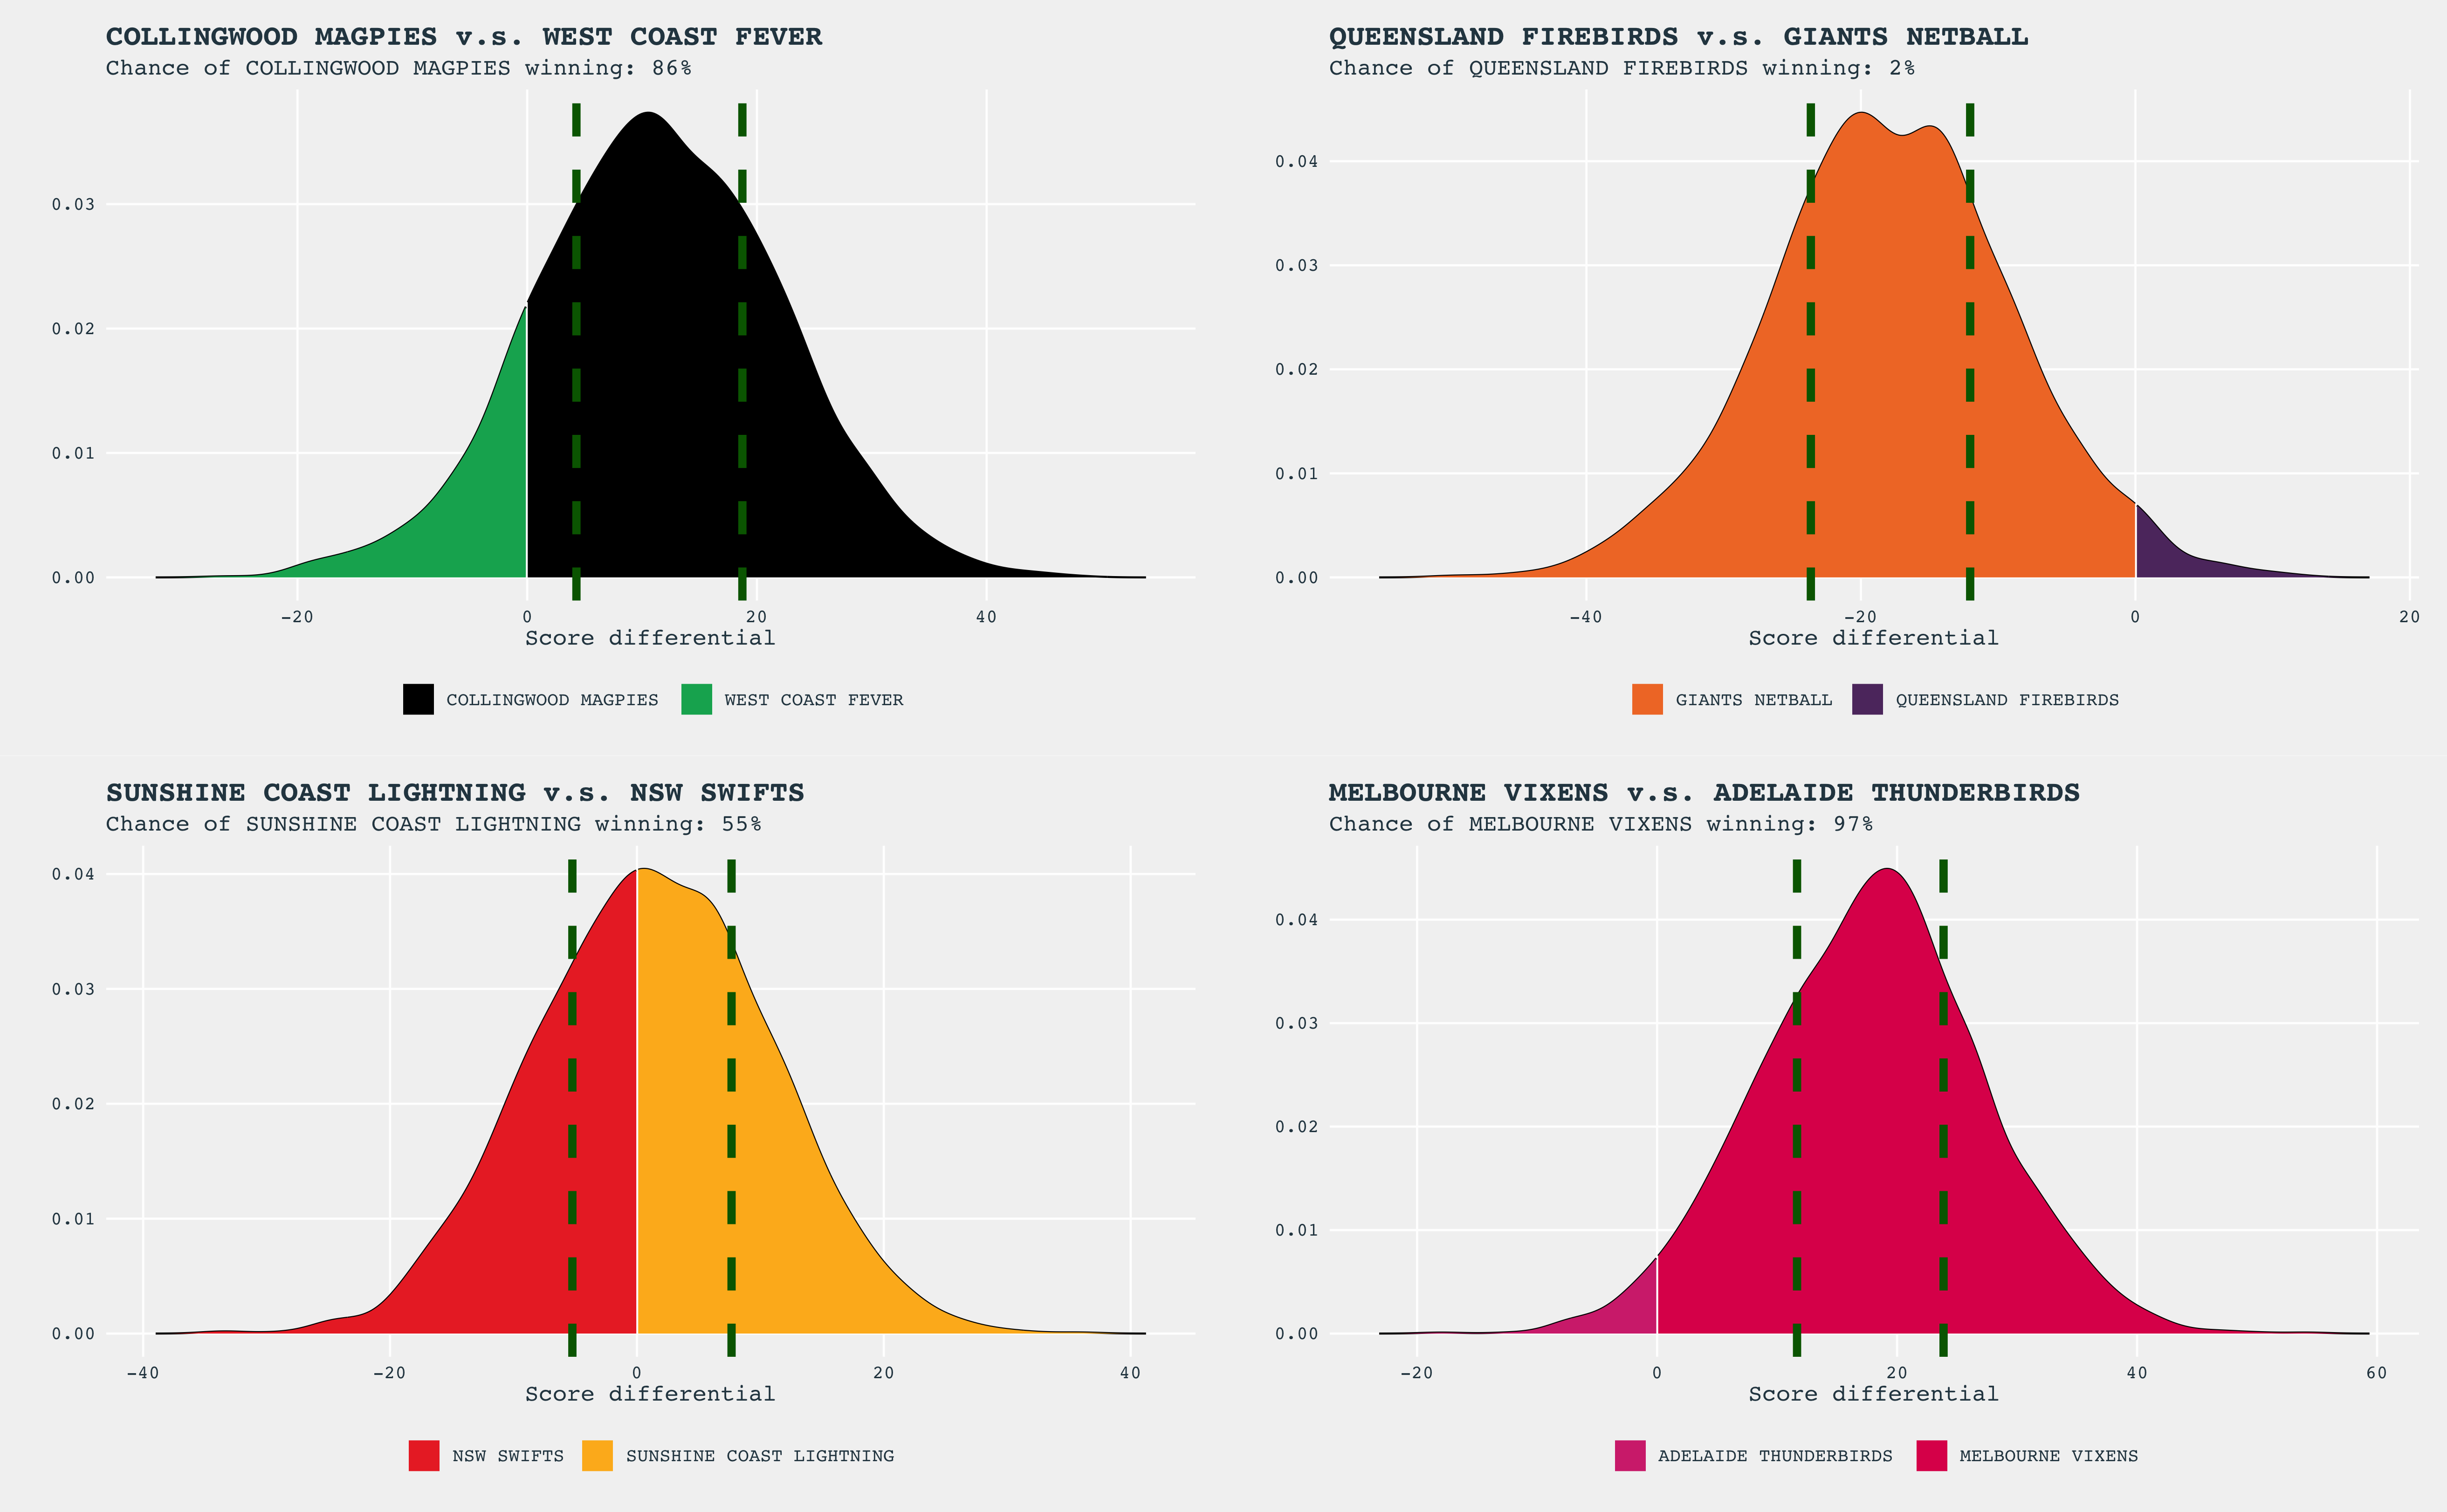 COLLINGWOOD MAGPIES v.s. WEST COAST FEVER
Chance of COLLINGWOOD MAGPIES winning: 86%
0.03
0.02
0.01
0.00
-20 0 20 40
Score differential
COLLINGWOOD MAGPIES WEST COAST FEVER
QUEENSLAND FIREBIRDS v.s. GIANTS NETBALL
Chance of QUEENSLAND FIREBIRDS winning: 2%
0.04
0.03
0.02
0.01
0.00
-40 -20 0 20
Score differential
GIANTS NETBALL QUEENSLAND FIREBIRDS
SUNSHINE COAST LIGHTNING v.s. NSW SWIFTS
Chance of SUNSHINE COAST LIGHTNING winning: 55%
0.04
0.03
0.02
0.01
0.00
-40 -20 0 20 40
Score differential
NSW SWIFTS SUNSHINE COAST LIGHTNING
MELBOURNE VIXENS v.s. ADELAIDE THUNDERBIRDS
Chance of MELBOURNE VIXENS winning: 97%
0.04
0.03
0.02
0.01
0.00
-20 0 20 40 60
Score differential
ADELAIDE THUNDERBIRDS MELBOURNE VIXENS